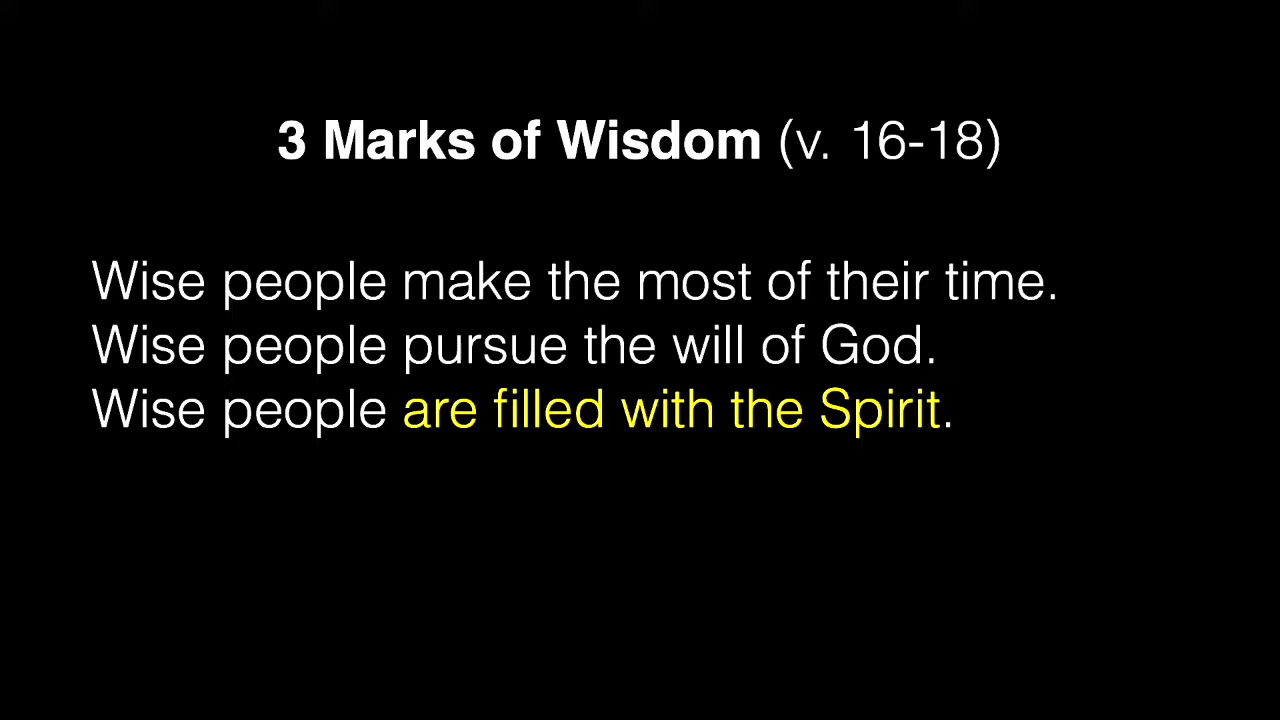 3 Marks of Wisdom (v. 16-18)
Wise people make the most of their time.
Wise people pursue the will of God.
Wise people are filled with the Spirit.